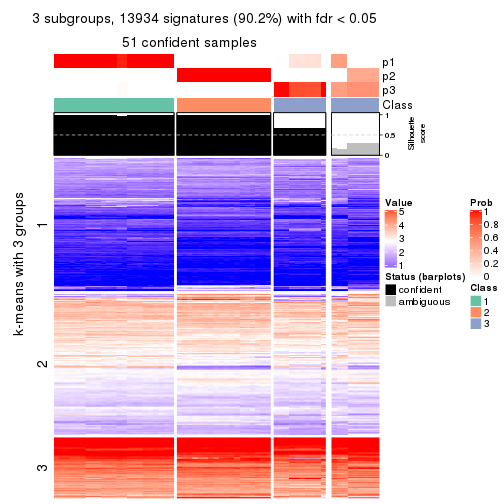 3 subgroups, 13934 signatures (90.2%) with fdr < 0.05
51 confident samples
p1
p2
p3
Class
1
0.5
0
Silhouette
score
k-means with 3 groups
1
2
3
Value
5
4
3
2
1
Status (barplots)
confident
ambiguous
Prob
1
0.8
0.6
0.4
0.2
0
Class
1
2
3